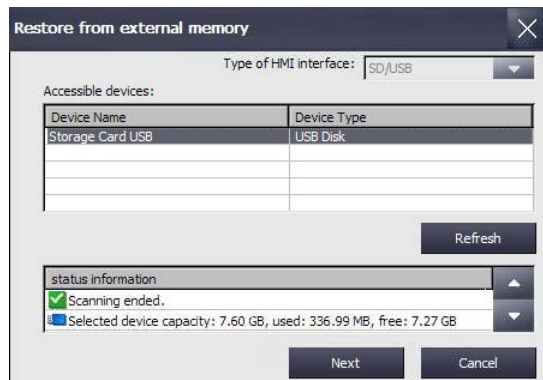 Restore from external memory
Type of HMI interface: SD/USB
Accessible devices:
Device Name Device Type
Storage Card USB USB Disk
Refresh
status information
Scanning ended.
Selected device capacity: 7.60 GB, used: 336.99 MB, free: 7.27 GB
Next Cancel